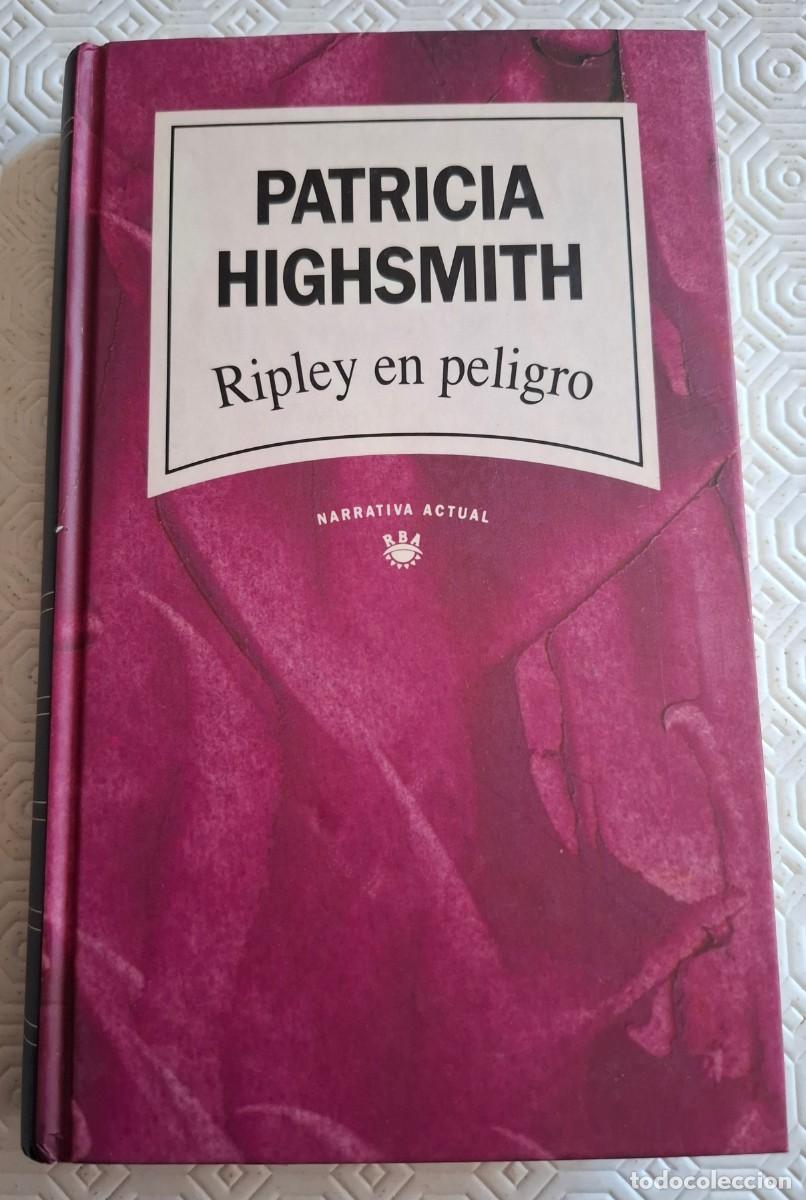 PATRICIA
HIGHSMITH
Ripley en peligro
NARRATIVA ACTUAL
RBA
todocoleccion